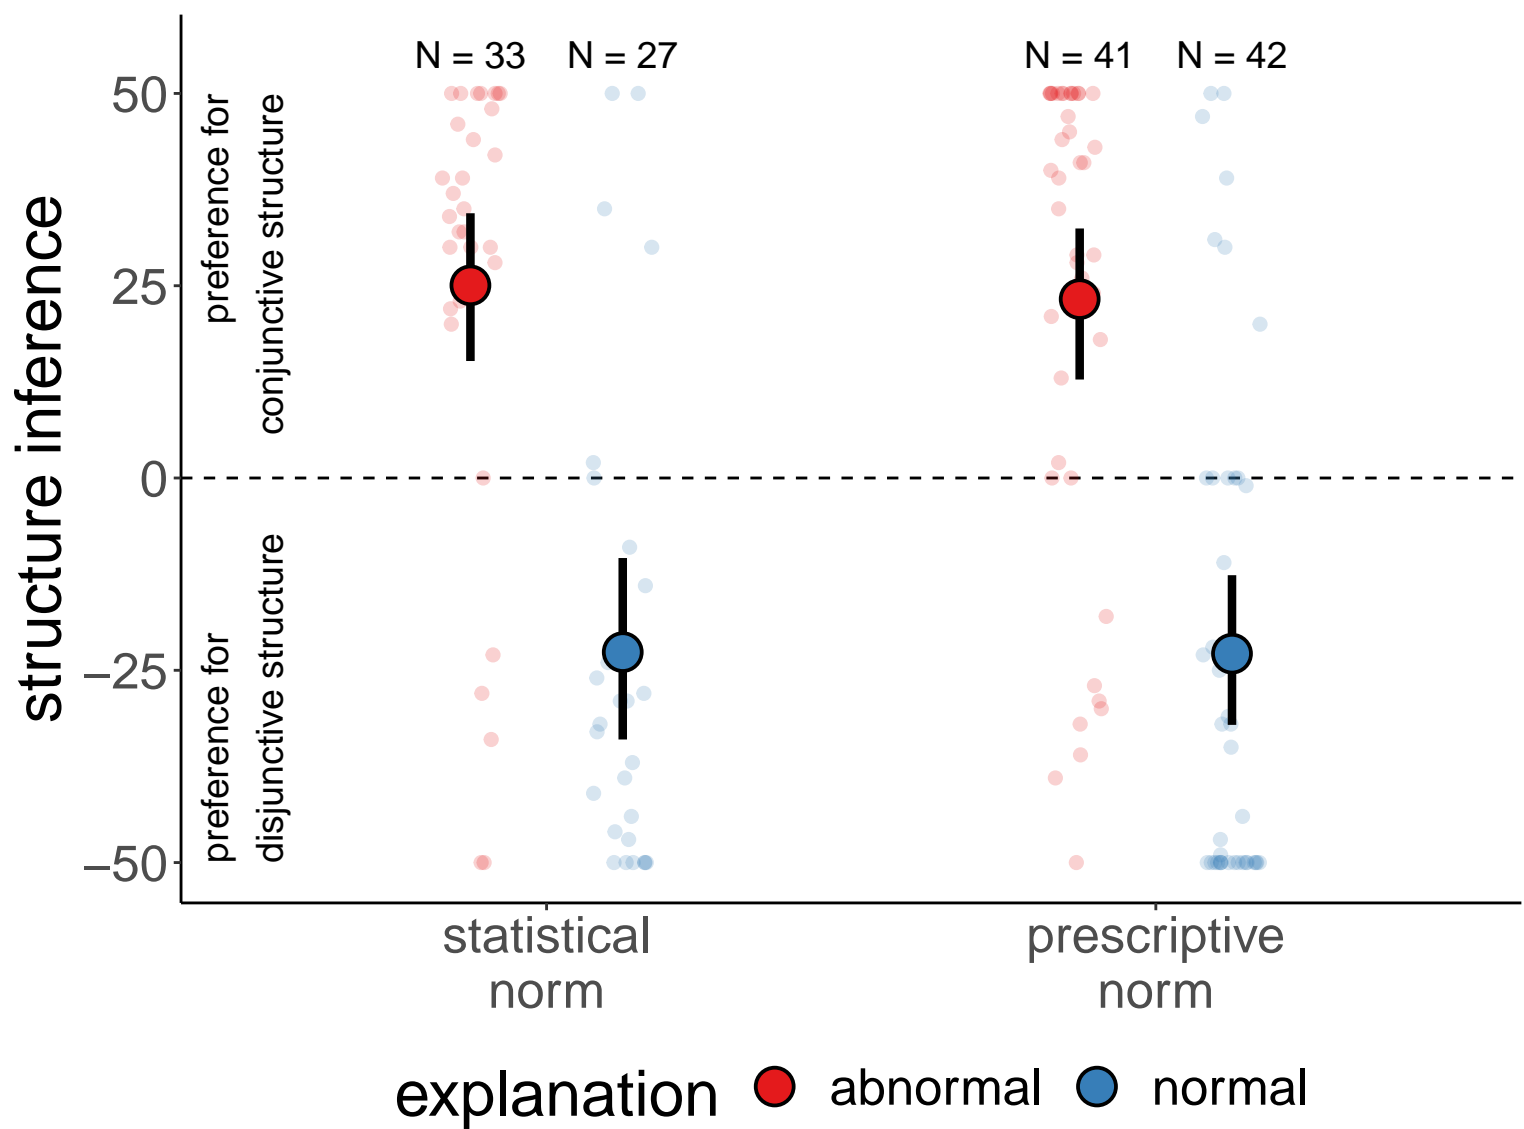 N = 33
N = 27
N = 41
N = 42
structure inference
50
25
0
−25
−50
preference for
conjunctive structure
preference for
disjunctive structure
statistical
norm
prescriptive
norm
explanation
abnormal
normal